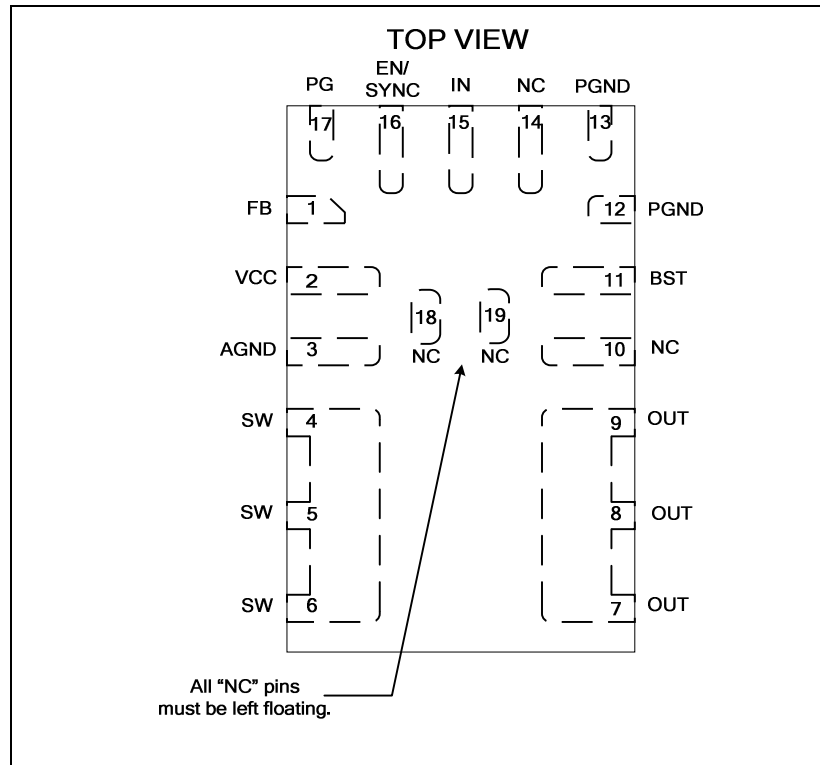 TOP VIEW
PG
EN/
SYNC
IN
NC
PGND
17
16
15
14
13
FB
1
12
PGND
VCC
2
11
BST
18
19
AGND
3
NC
NC
10
NC
SW
4
9
OUT
SW
5
8
OUT
SW
6
7
OUT
All “NC” pins
must be left floating.